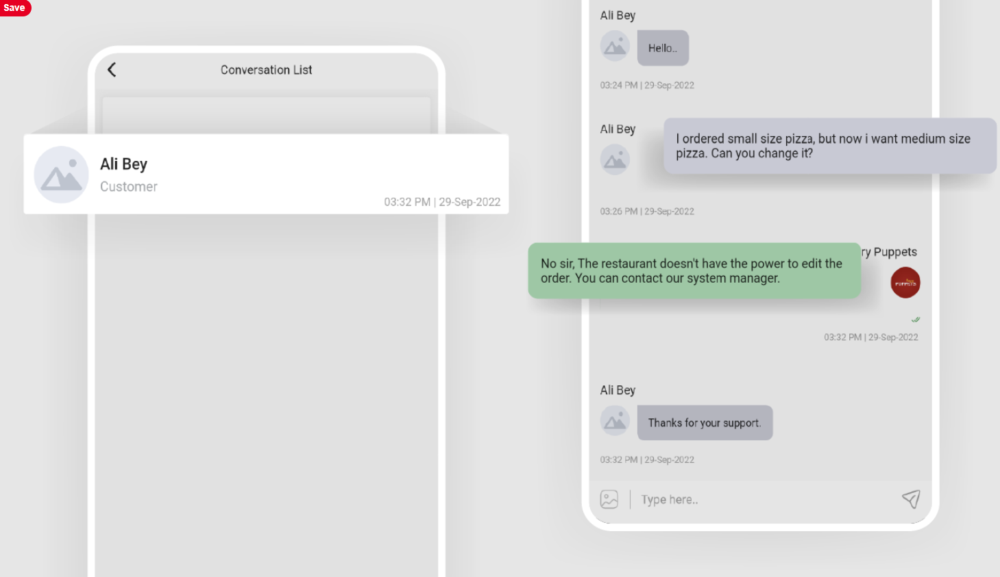 Save
Conversation List
Ali Bey
Customer
03:32 PM | 29-Sep-2022
Ali Bey
Hello..
03:24 PM | 29-Sep-2022
Ali Bey
I ordered small size pizza, but now i want medium size
pizza. Can you change it?
03:26 PM | 29-Sep-2022
Puppets
No sir, The restaurant doesn't have the power to edit the
order. You can contact our system manager.
PUPPETS
03:32 PM | 29-Sep-2022
Ali Bey
Thanks for your support.
03:32 PM | 29-Sep-2022
Type here..